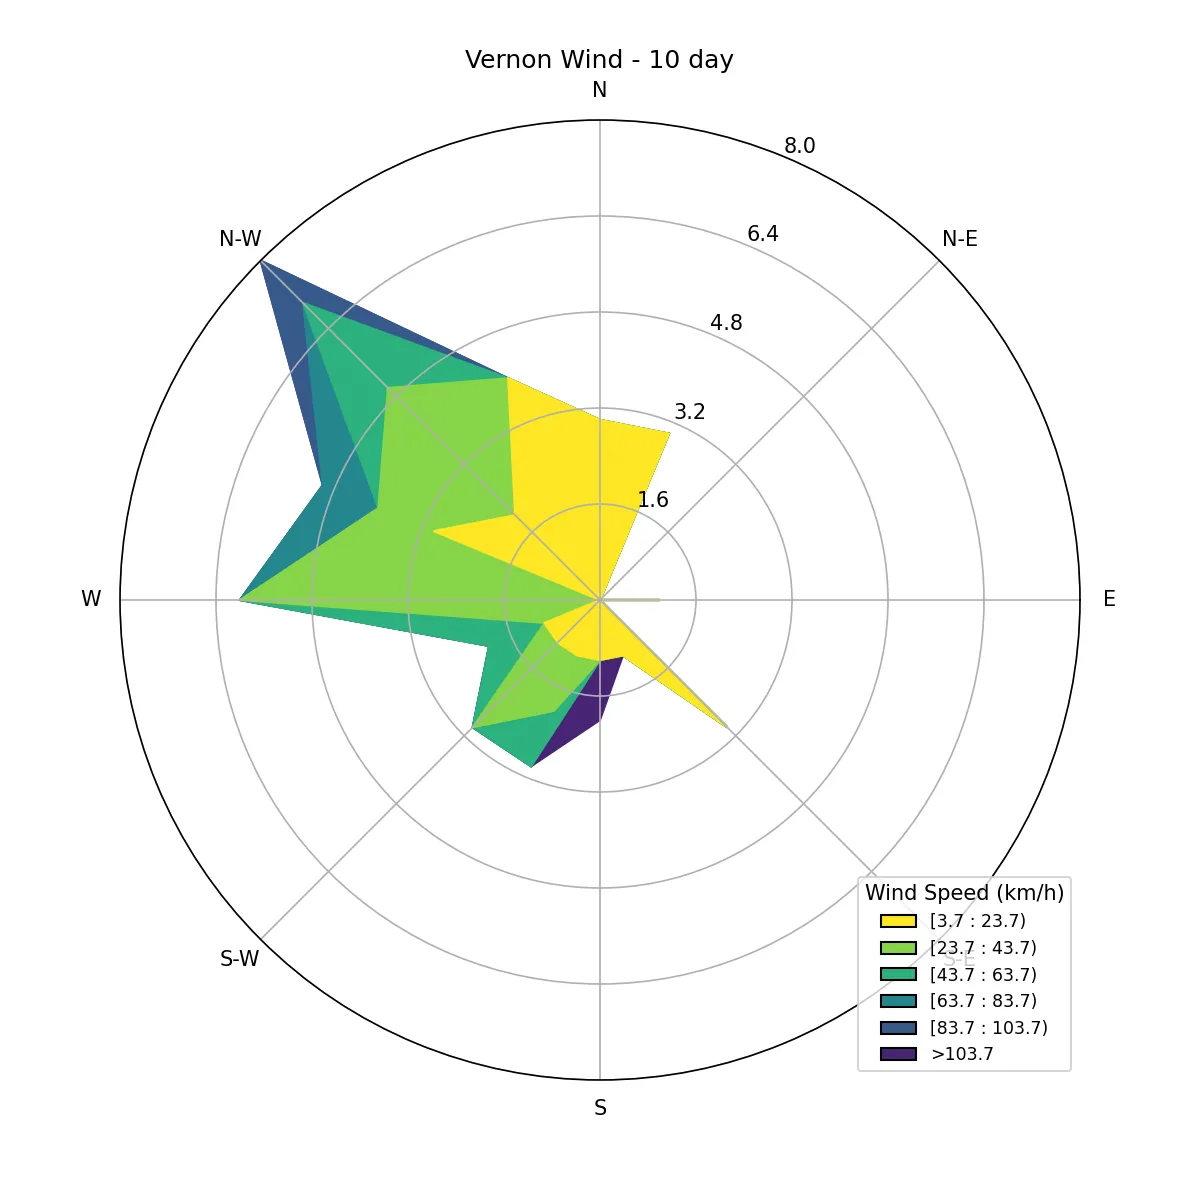 Vernon Wind - 10 day
N
8.0
6.4
N-W
N-E
4.8
3.2
1.6
W
E
Wind Speed (km/h)
[3.7 : 23.7)
[23.7 : 43.7)
S-W
S-E
[43.7 : 63.7)
[63.7 : 83.7)
[83.7 : 103.7)
>103.7
S